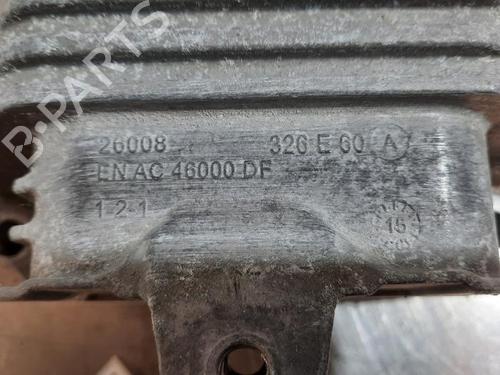 26008 326 E 60 A
EN AC 46000 DF
1-2-1 15
B-PARTS